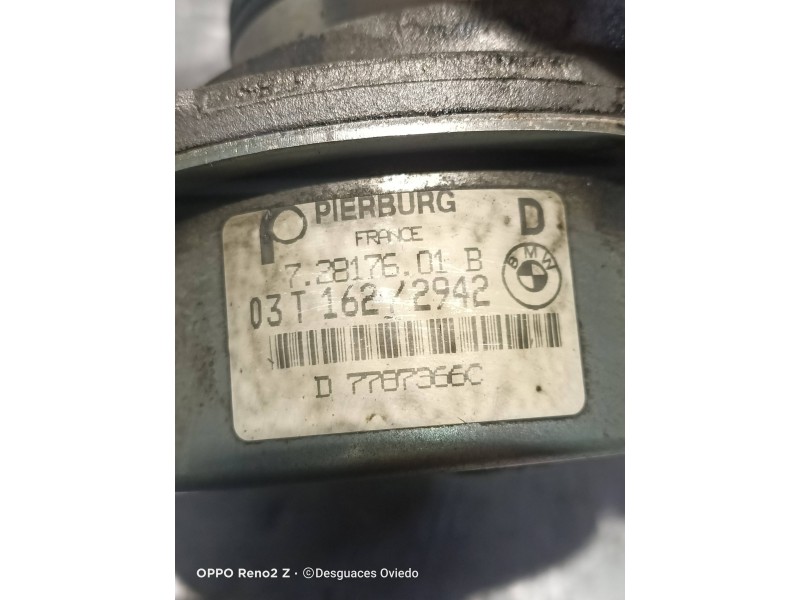 PIERBURG D
FRANCE
7.28176.01 B
BMW
03T 162/2942
D 7787366C
OPPO Reno2 Z • ©Desguaces Oviedo